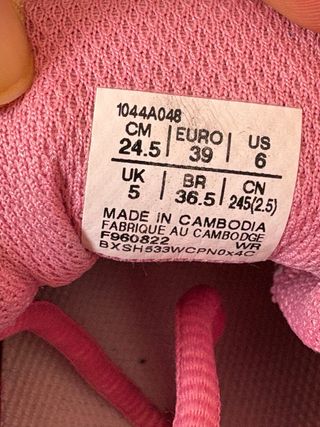 1044A048
CM EURO US
24.5 39 6
UK BR CN
5 36.5 245(2.5)
MADE IN CAMBODIA
FABRIQUE AU CAMBODGE
F960822 WR
BXSH533WCPN0x4C